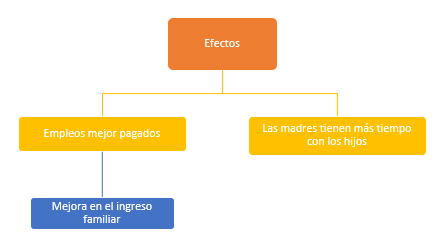 Efectos
Empleos mejor pagados
Las madres tienen más tiempo
con los hijos
Mejora en el ingreso
familiar